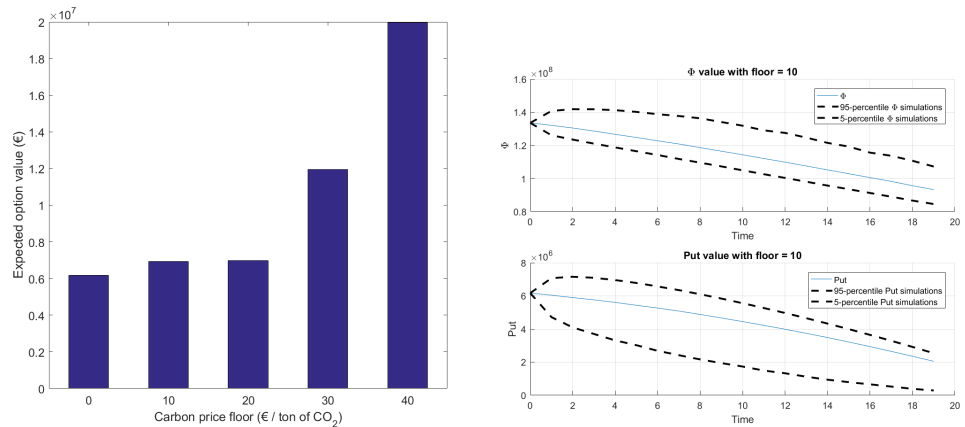 ×10^7
2
1.8
1.6
1.4
1.2
1
0.8
0.6
0.4
0.2
0
Expected option value (€)
0 10 20 30 40
Carbon price floor (€ / ton of CO2)
×10^8
Φ value with floor = 10
1.6
1.4
1.2
1
0.8
Φ
Φ
95-percentile Φ simulations
5-percentile Φ simulations
0 2 4 6 8 10 12 14 16 18 20
Time
×10^6
Put value with floor = 10
8
6
4
2
0
Put
Put
95-percentile Put simulations
5-percentile Put simulations
0 2 4 6 8 10 12 14 16 18 20
Time